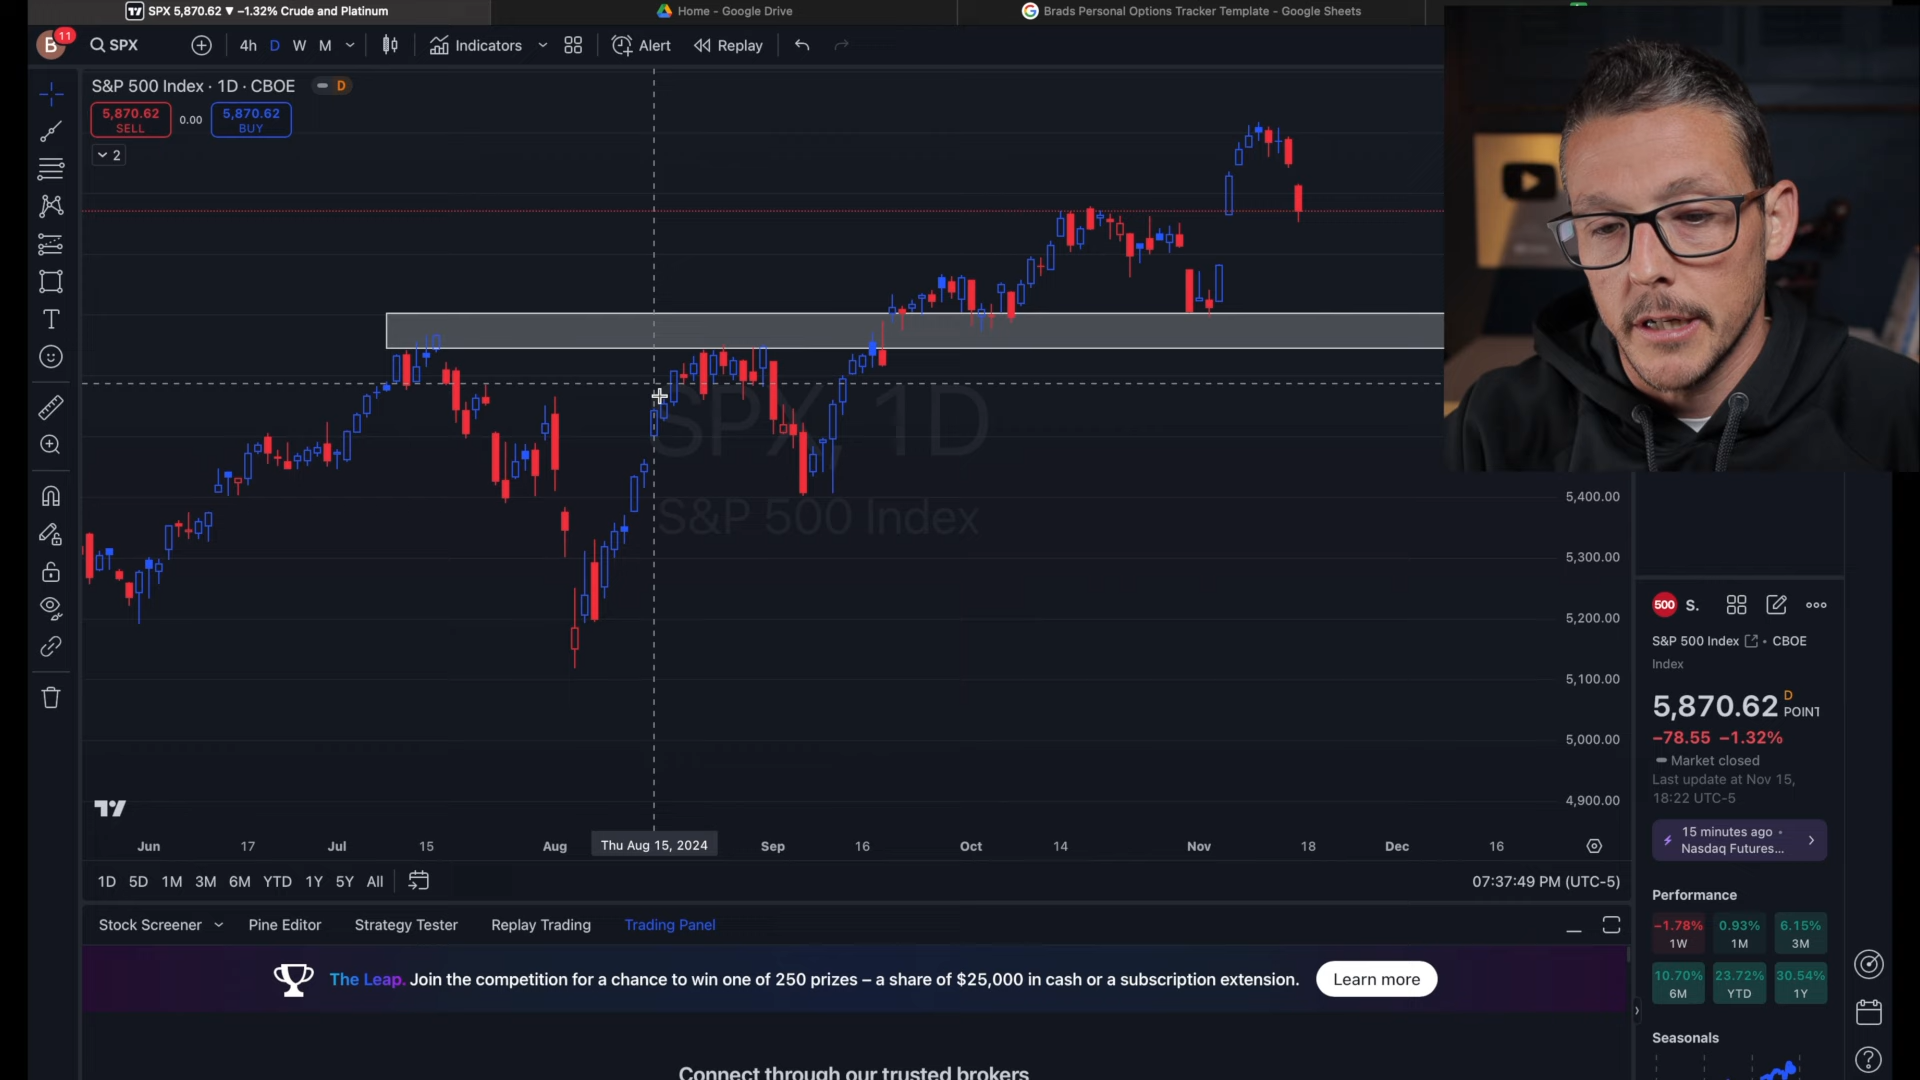 SPX 5,870.62 ▼ −1.32% Crude and Platinum
Home - Google Drive
Brads Personal Options Tracker Template - Google Sheets
B
11
SPX
4h
D
W
M
Indicators
Alert
Replay
S&P 500 Index · 1D · CBOE
D
5,870.62
SELL
0.00
5,870.62
BUY
2
SPX, 1D
S&P 500 Index
5,400.00
5,300.00
5,200.00
5,100.00
5,000.00
4,900.00
Jun
17
Jul
15
Aug
Thu Aug 15, 2024
Sep
16
Oct
14
Nov
18
Dec
16
1D
5D
1M
3M
6M
YTD
1Y
5Y
All
07:37:49 PM (UTC-5)
Stock Screener
Pine Editor
Strategy Tester
Replay Trading
Trading Panel
The Leap. Join the competition for a chance to win one of 250 prizes – a share of $25,000 in cash or a subscription extension.
Learn more
Connect through our trusted brokers
500
S.
S&P 500 Index • CBOE
Index
5,870.62
D
POINT
−78.55 −1.32%
Market closed
Last update at Nov 15,
18:22 UTC-5
15 minutes ago •
Nasdaq Futures...
Performance
−1.78%
1W
0.93%
1M
6.15%
3M
10.70%
6M
23.72%
YTD
30.54%
1Y
Seasonals